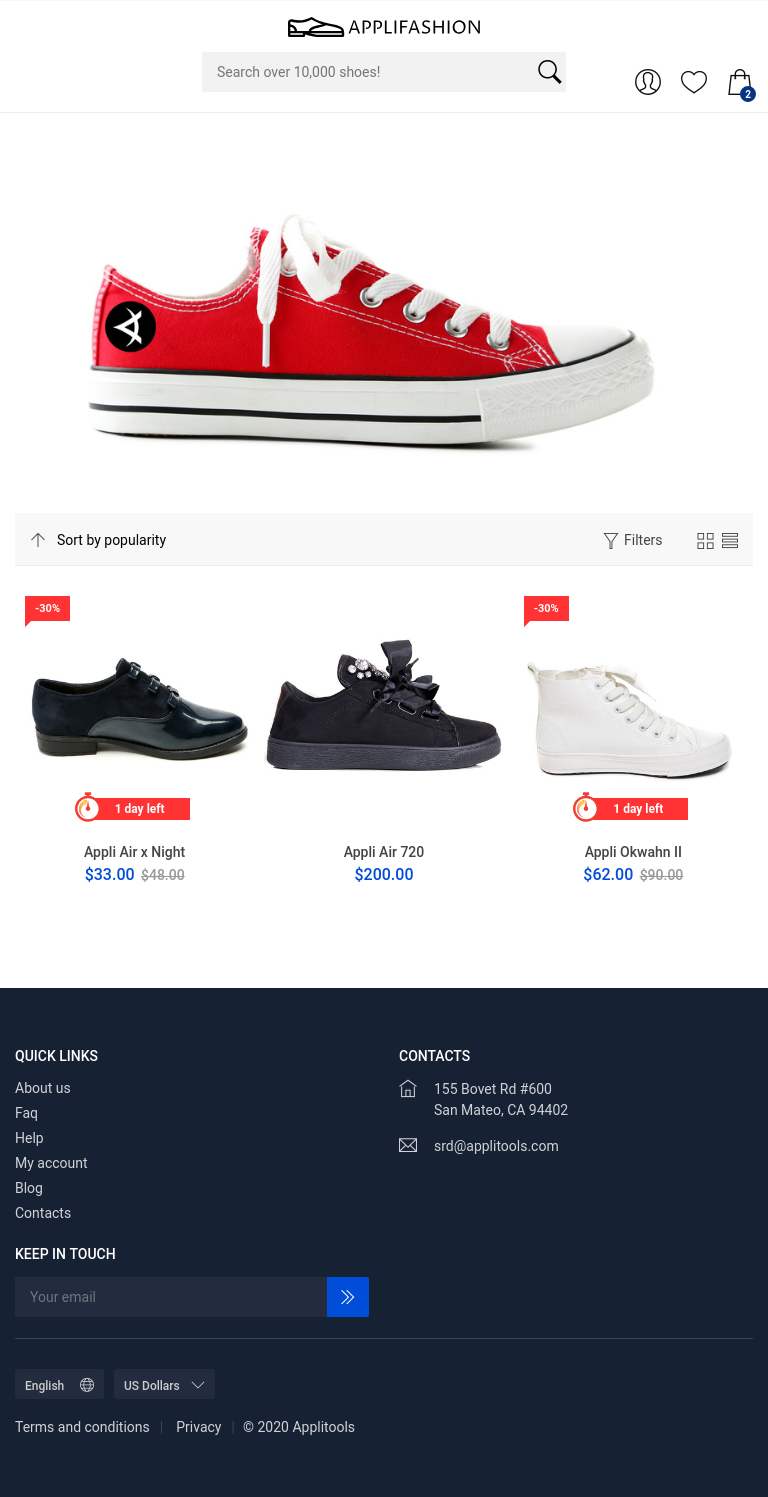 APPLIFASHION
Search over 10,000 shoes!
2
Sort by popularity
Filters
-30%
-30%
1 day left
1 day left
Appli Air x Night
$33.00 $48.00
Appli Air 720
$200.00
Appli Okwahn II
$62.00 $90.00
QUICK LINKS
About us
Faq
Help
My account
Blog
Contacts
CONTACTS
155 Bovet Rd #600
San Mateo, CA 94402
srd@applitools.com
KEEP IN TOUCH
Your email
English
US Dollars
Terms and conditions
Privacy
© 2020 Applitools